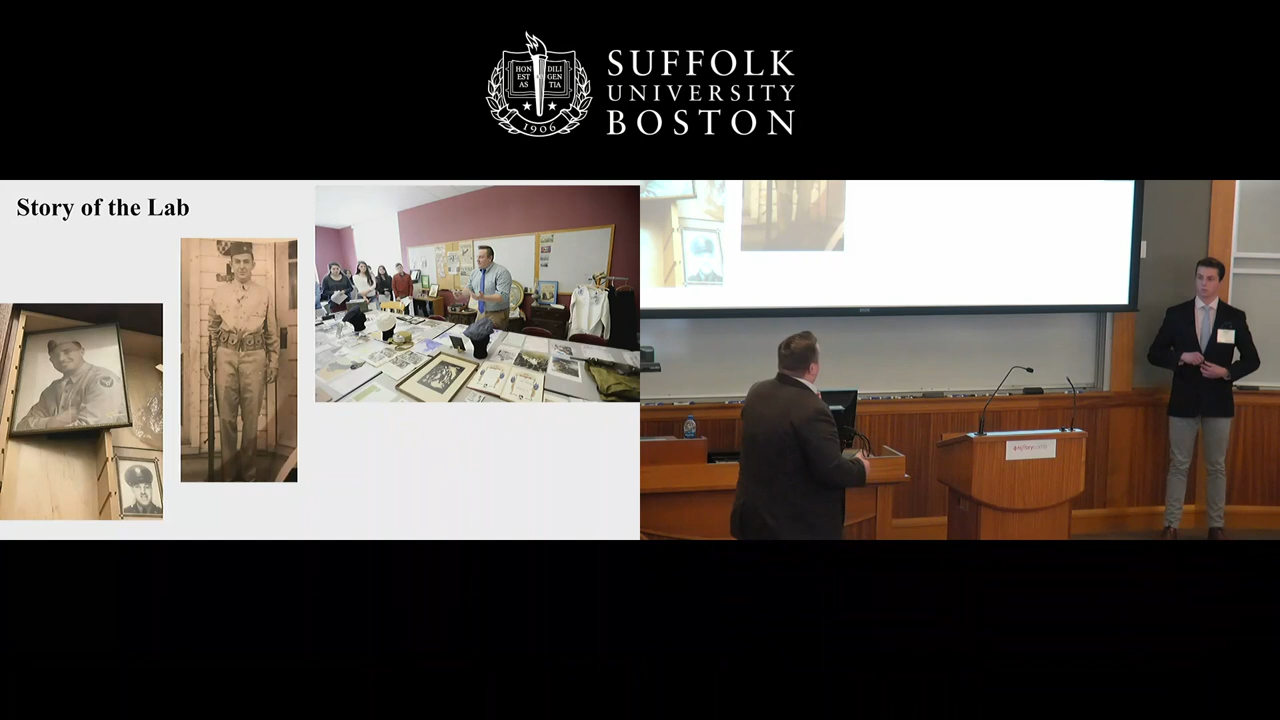 HON
EST
AS
DILI
GEN
TIA
1906
SUFFOLK
UNIVERSITY
BOSTON
Story of the Lab